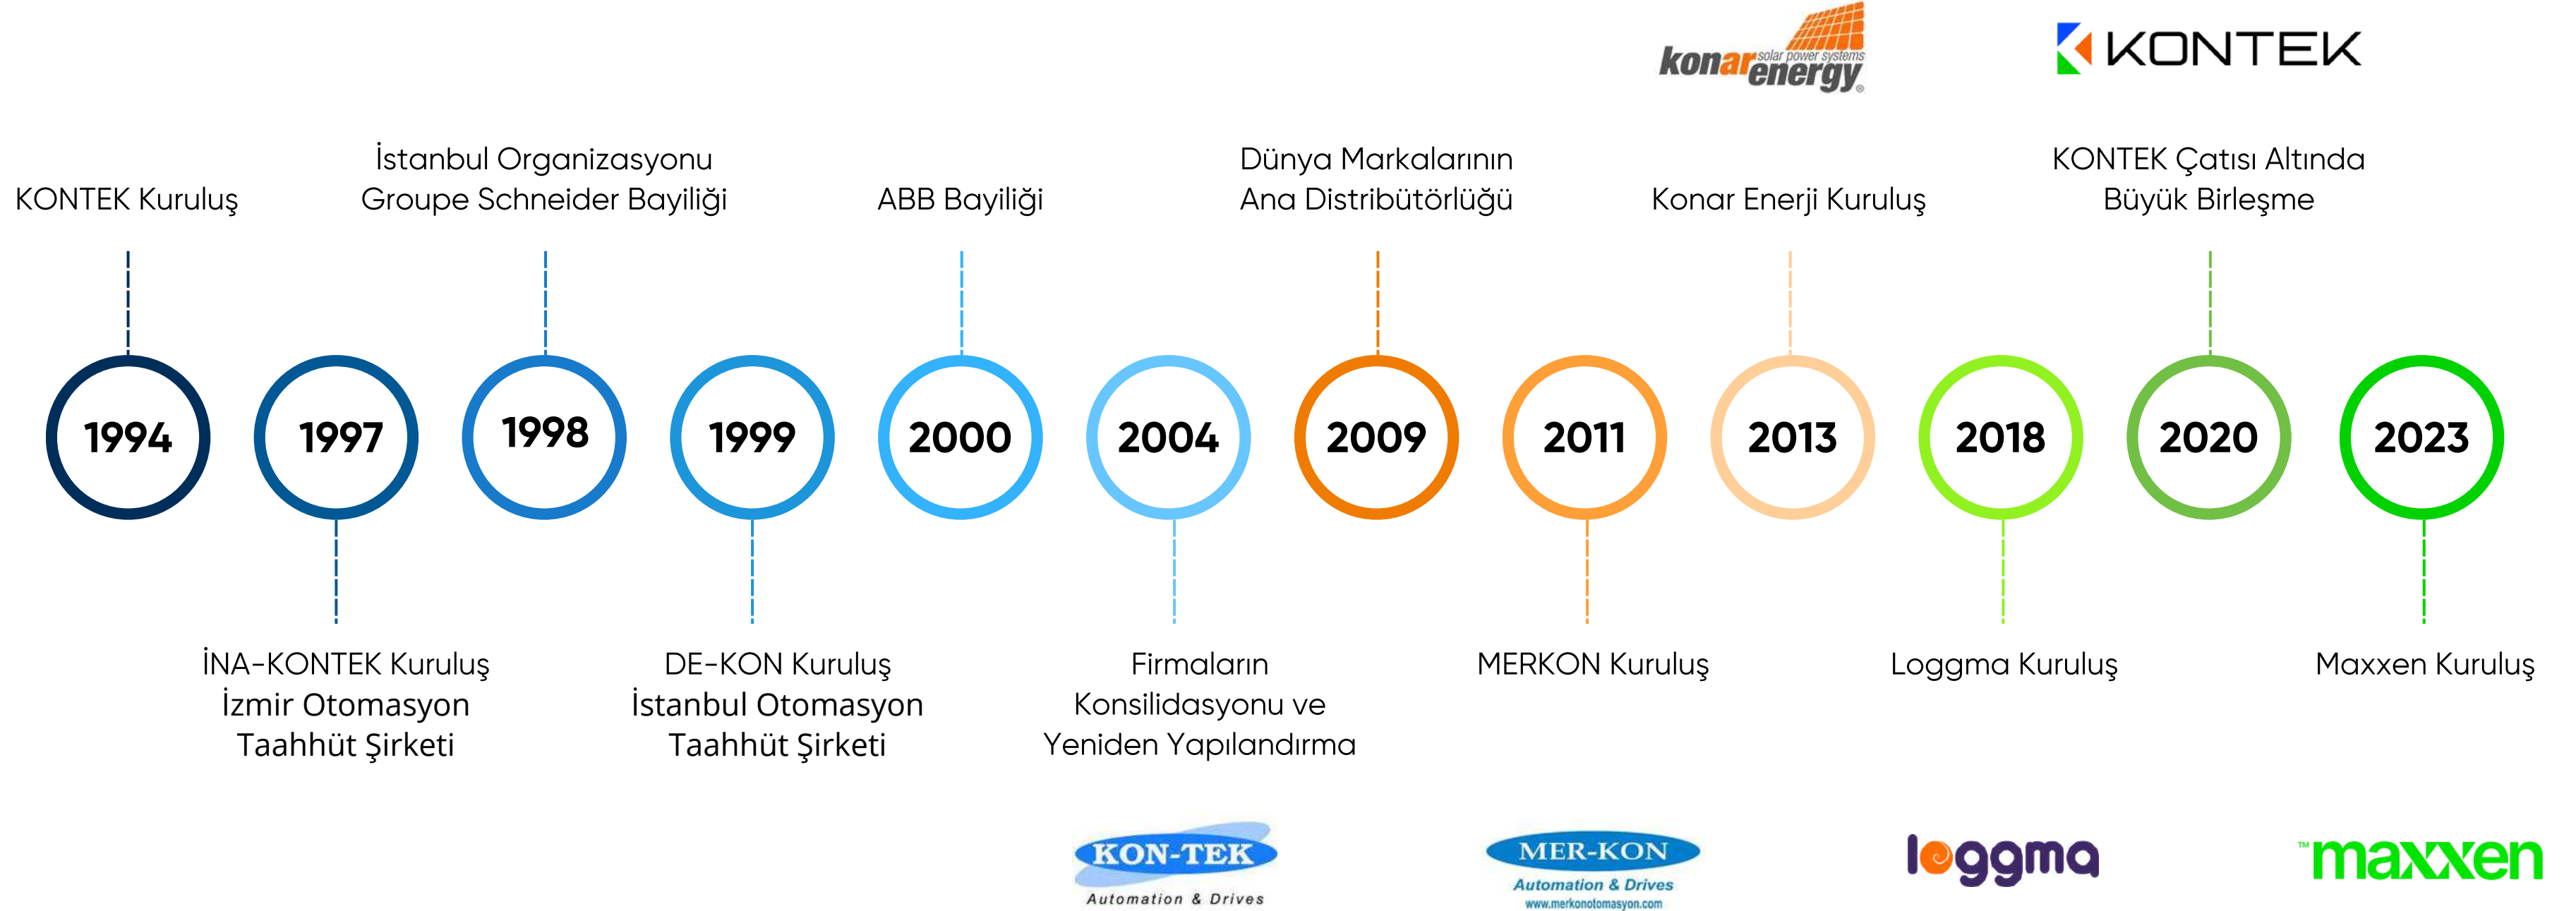 konarenergy
solar power systems
®
KONTEK
KONTEK Kuruluş
İstanbul Organizasyonu
Groupe Schneider Bayiliği
ABB Bayiliği
Dünya Markalarının
Ana Distribütörlüğü
Konar Enerji Kuruluş
KONTEK Çatısı Altında
Büyük Birleşme
1994
1997
1998
1999
2000
2004
2009
2011
2013
2018
2020
2023
İNA-KONTEK Kuruluş
İzmir Otomasyon
Taahhüt Şirketi
DE-KON Kuruluş
İstanbul Otomasyon
Taahhüt Şirketi
Firmaların
Konsilidasyonu ve
Yeniden Yapılandırma
MERKON Kuruluş
Loggma Kuruluş
Maxxen Kuruluş
KON-TEK
Automation & Drives
MER-KON
Automation & Drives
www.merkonotomasyon.com
loggma
™maxxen